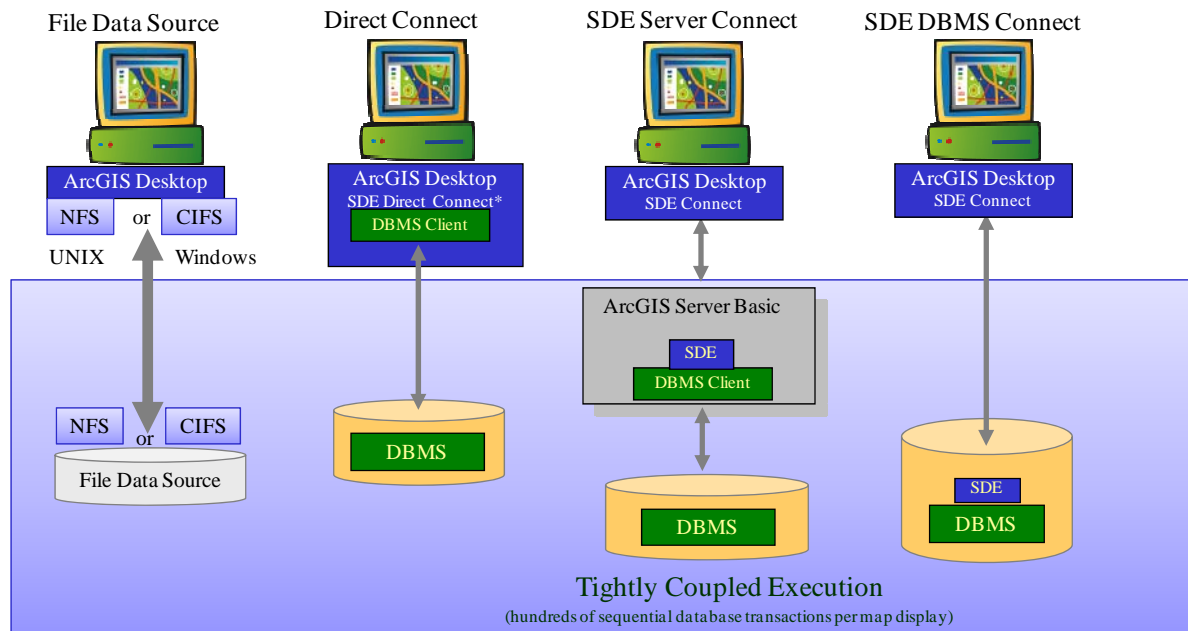 File Data Source
Direct Connect
SDE Server Connect
SDE DBMS Connect
ArcGIS Desktop
NFS or CIFS
UNIX Windows
NFS or CIFS
File Data Source
ArcGIS Desktop
SDE Direct Connect*
DBMS Client
DBMS
ArcGIS Desktop
SDE Connect
ArcGIS Server Basic
SDE
DBMS Client
DBMS
ArcGIS Desktop
SDE Connect
SDE
DBMS
Tightly Coupled Execution
(hundreds of sequential database transactions per map display)